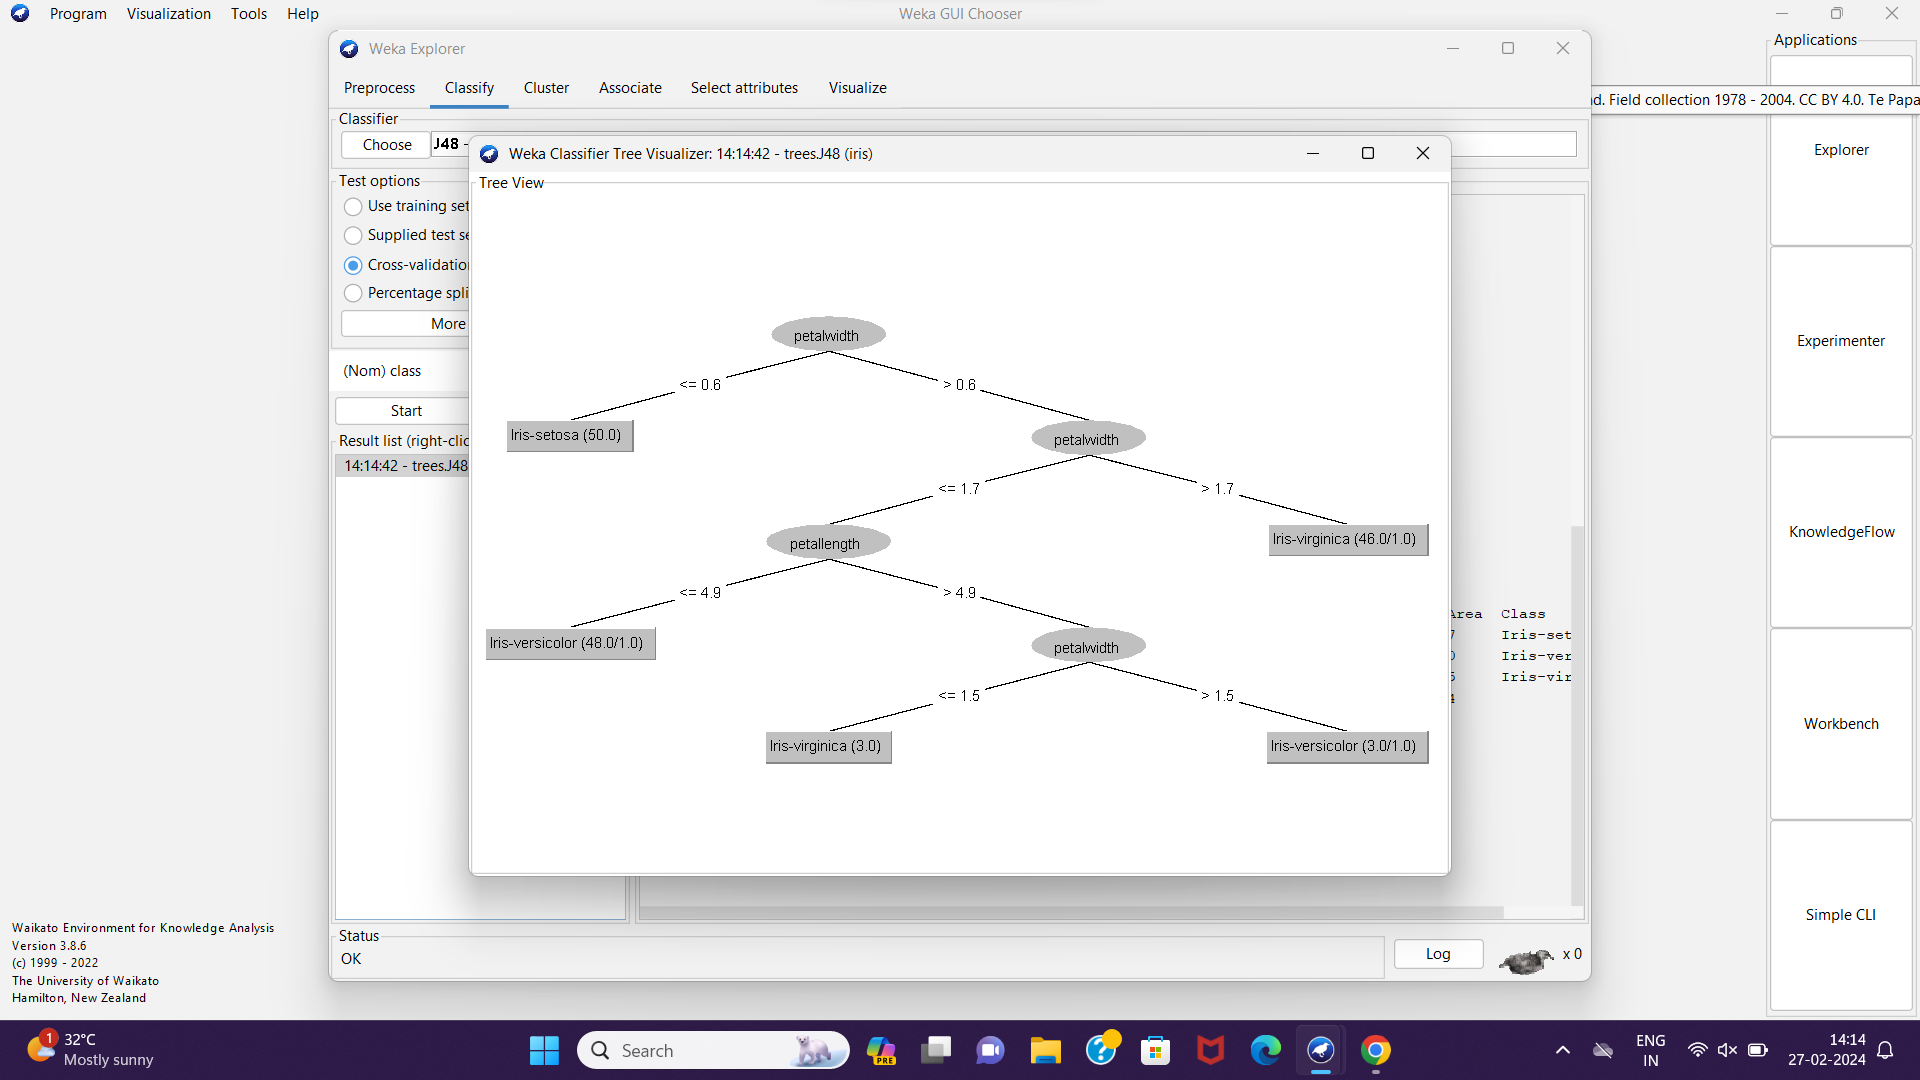 Program Visualization Tools Help
Weka GUI Chooser
Weka Explorer
Preprocess Classify Cluster Associate Select attributes Visualize
Classifier
Choose J48 -
Test options
Use training set
Supplied test se
Cross-validation
Percentage spli
More
(Nom) class
Start
Result list (right-clic
14:14:42 - trees.J48
Weka Classifier Tree Visualizer: 14:14:42 - trees.J48 (iris)
Tree View
petalwidth
<= 0.6 > 0.6
Iris-setosa (50.0) petalwidth
<= 1.7 > 1.7
petallength Iris-virginica (46.0/1.0)
<= 4.9 > 4.9
Iris-versicolor (48.0/1.0) petalwidth
<= 1.5 > 1.5
Iris-virginica (3.0) Iris-versicolor (3.0/1.0)
Area Class
Iris-set
Iris-ver
Iris-vir
Status
OK
Log x 0
Applications
d. Field collection 1978 - 2004. CC BY 4.0. Te Papa
Explorer
Experimenter
KnowledgeFlow
Workbench
Simple CLI
Waikato Environment for Knowledge Analysis
Version 3.8.6
(c) 1999 - 2022
The University of Waikato
Hamilton, New Zealand
1 32°C
Mostly sunny
Search
PRE
ENG
IN
14:14
27-02-2024